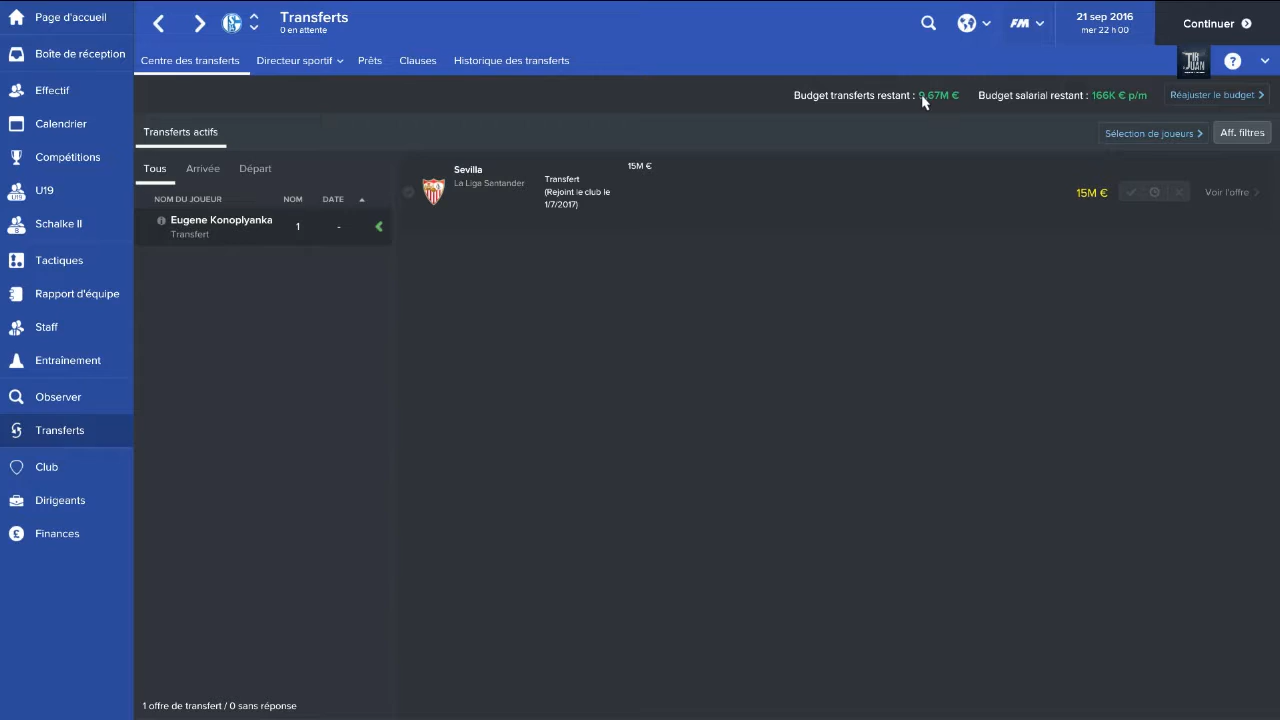 Page d'accueil
Boîte de réception
Effectif
Calendrier
Compétitions
U19
Schalke II
Tactiques
Rapport d'équipe
Staff
Entraînement
Observer
Transferts
Club
Dirigeants
Finances
Transferts
0 en attente
FM
21 sep 2016
mer 22 h 00
Continuer
Centre des transferts
Directeur sportif
Prêts
Clauses
Historique des transferts
?
Budget transferts restant : 9.67M €
Budget salarial restant : 166K € p/m
Réajuster le budget
Transferts actifs
Sélection de joueurs
Aff. filtres
Tous
Arrivée
Départ
NOM DU JOUEUR
NOM
DATE
Eugene Konoplyanka
Transfert
1
-
Sevilla
La Liga Santander
Transfert
(Rejoint le club le
1/7/2017)
15M €
15M €
Voir l'offre
1 offre de transfert / 0 sans réponse